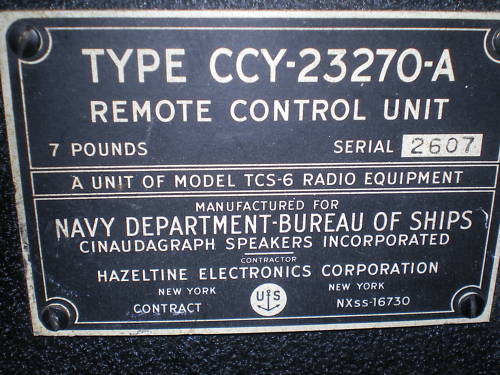 TYPE CCY-23270-A
REMOTE CONTROL UNIT
7 POUNDS SERIAL 2607
A UNIT OF MODEL TCS-6 RADIO EQUIPMENT
MANUFACTURED FOR
NAVY DEPARTMENT-BUREAU OF SHIPS
CINAUDAGRAPH SPEAKERS INCORPORATED
CONTRACTOR
HAZELTINE ELECTRONICS CORPORATION
NEW YORK U S NEW YORK
CONTRACT NXss-16730